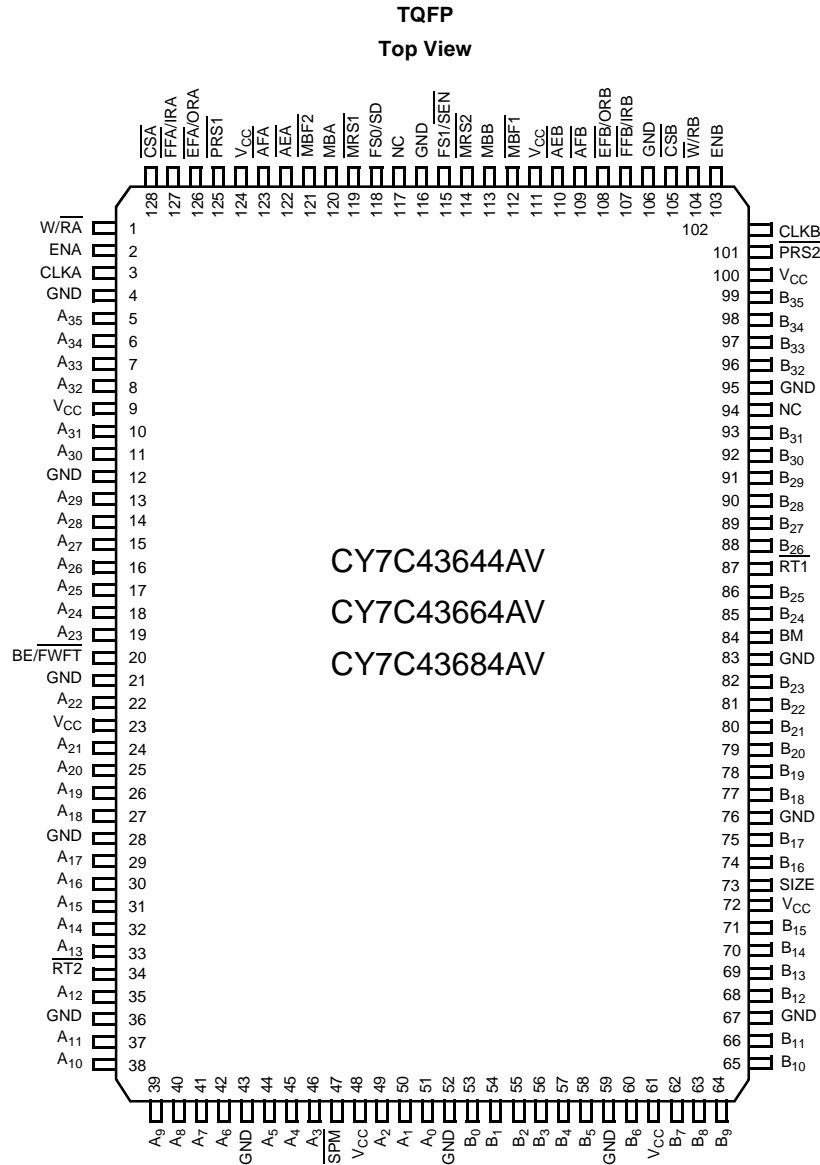 TQFP
Top View
CSA
FFA/IRA
EFA/ORA
PRS1
VCC
AFA
AEA
MBF2
MBA
MRS1
FS0/SD
NC
GND
FS1/SEN
MRS2
MBB
MBF1
VCC
AEB
AFB
EFB/ORB
FFB/IRB
GND
CSB
W/RB
ENB
128
127
126
125
124
123
122
121
120
119
118
117
116
115
114
113
112
111
110
109
108
107
106
105
104
103
W/RA 1
ENA 2
CLKA 3
GND 4
A35 5
A34 6
A33 7
A32 8
VCC 9
A31 10
A30 11
GND 12
A29 13
A28 14
A27 15
A26 16
A25 17
A24 18
A23 19
BE/FWFT 20
GND 21
A22 22
VCC 23
A21 24
A20 25
A19 26
A18 27
GND 28
A17 29
A16 30
A15 31
A14 32
A13 33
RT2 34
A12 35
GND 36
A11 37
A10 38
CY7C43644AV
CY7C43664AV
CY7C43684AV
102 CLKB
101 PRS2
100 VCC
99 B35
98 B34
97 B33
96 B32
95 GND
94 NC
93 B31
92 B30
91 B29
90 B28
89 B27
88 B26
87 RT1
86 B25
85 B24
84 BM
83 GND
82 B23
81 B22
80 B21
79 B20
78 B19
77 B18
76 GND
75 B17
74 B16
73 SIZE
72 VCC
71 B15
70 B14
69 B13
68 B12
67 GND
66 B11
65 B10
39
40
41
42
43
44
45
46
47
48
49
50
51
52
53
54
55
56
57
58
59
60
61
62
63
64
A9
A8
A7
A6
GND
A5
A4
A3
SPM
VCC
A2
A1
A0
GND
B0
B1
B2
B3
B4
B5
GND
B6
VCC
B7
B8
B9